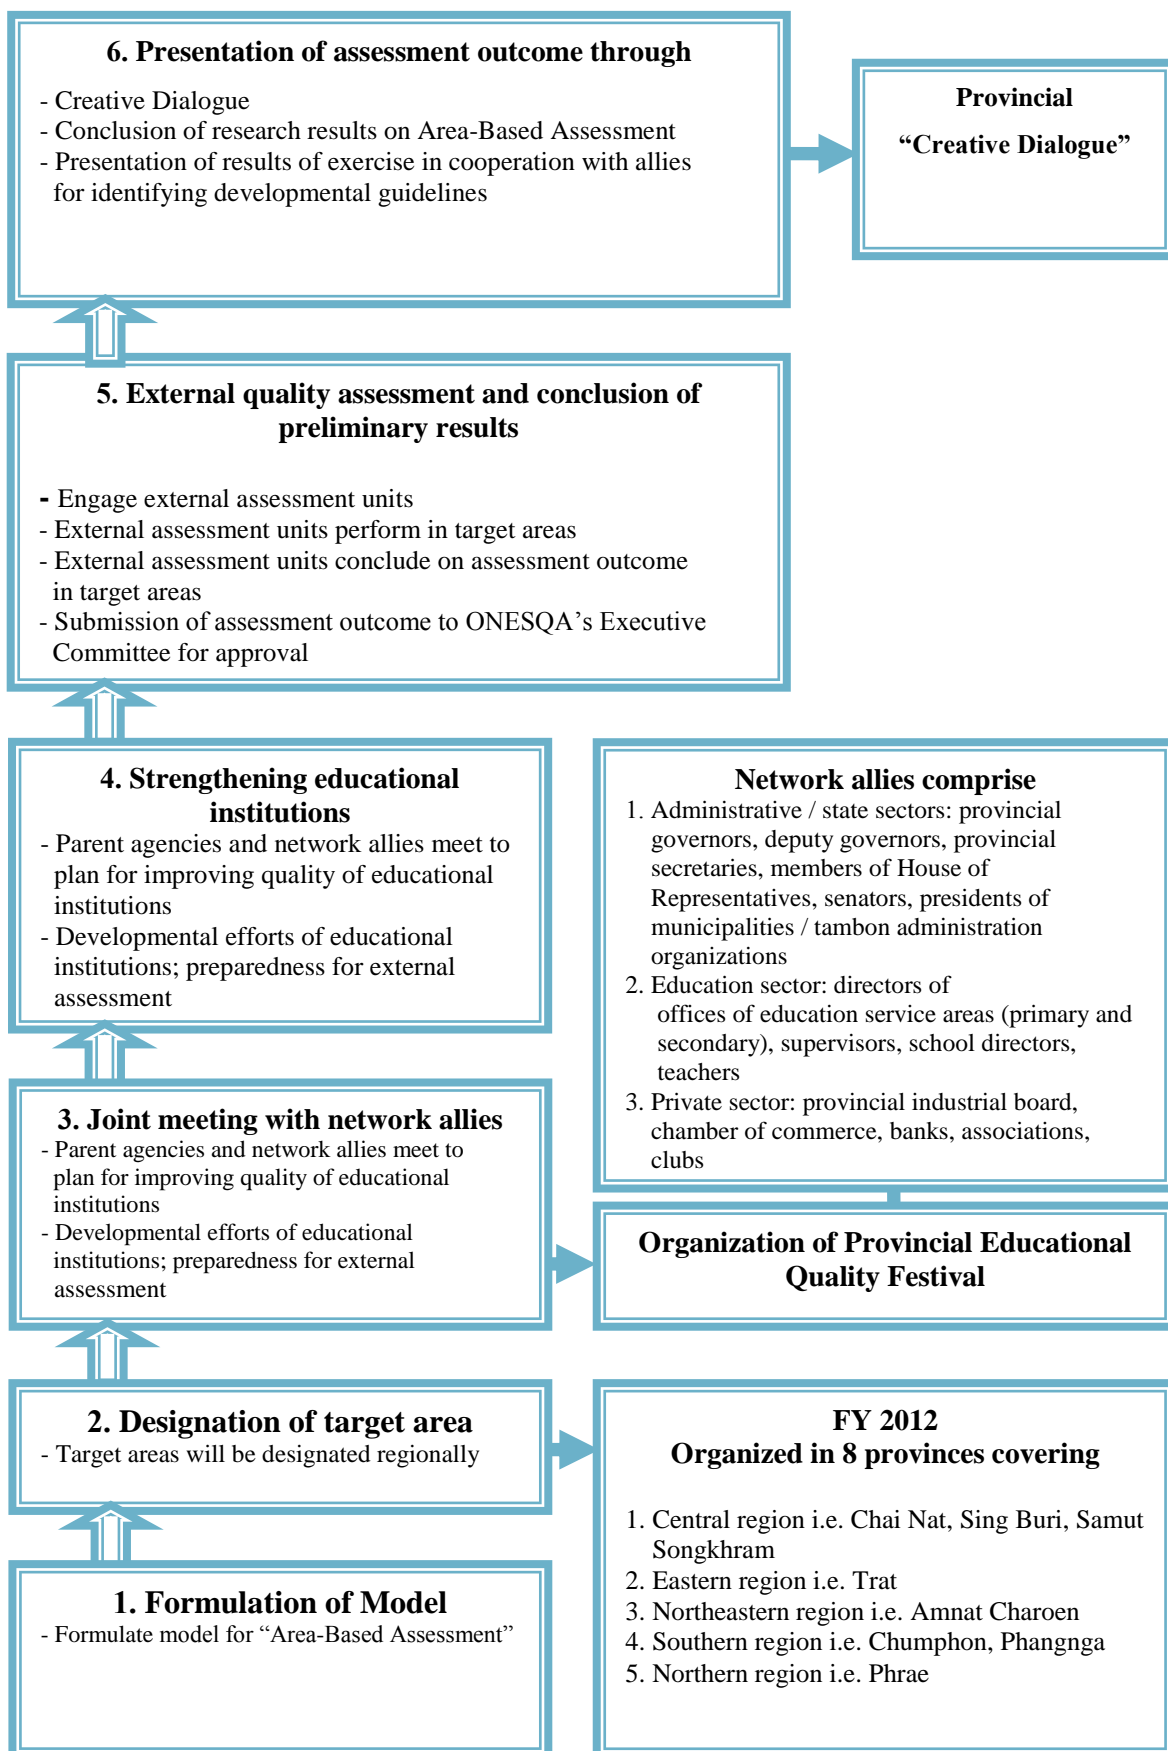 6. Presentation of assessment outcome through
- Creative Dialogue
- Conclusion of research results on Area-Based Assessment
- Presentation of results of exercise in cooperation with allies
for identifying developmental guidelines
Provincial
“Creative Dialogue”
5. External quality assessment and conclusion of
preliminary results
- Engage external assessment units
- External assessment units perform in target areas
- External assessment units conclude on assessment outcome
in target areas
- Submission of assessment outcome to ONESQA’s Executive
Committee for approval
4. Strengthening educational
institutions
- Parent agencies and network allies meet to
plan for improving quality of educational
institutions
- Developmental efforts of educational
institutions; preparedness for external
assessment
Network allies comprise
1. Administrative / state sectors: provincial
governors, deputy governors, provincial
secretaries, members of House of
Representatives, senators, presidents of
municipalities / tambon administration
organizations
2. Education sector: directors of
offices of education service areas (primary and
secondary), supervisors, school directors,
teachers
3. Private sector: provincial industrial board,
chamber of commerce, banks, associations,
clubs
3. Joint meeting with network allies
- Parent agencies and network allies meet to
plan for improving quality of educational
institutions
- Developmental efforts of educational
institutions; preparedness for external
assessment
Organization of Provincial Educational
Quality Festival
2. Designation of target area
- Target areas will be designated regionally
FY 2012
Organized in 8 provinces covering
1. Central region i.e. Chai Nat, Sing Buri, Samut
Songkhram
2. Eastern region i.e. Trat
3. Northeastern region i.e. Amnat Charoen
4. Southern region i.e. Chumphon, Phangnga
5. Northern region i.e. Phrae
1. Formulation of Model
- Formulate model for “Area-Based Assessment”